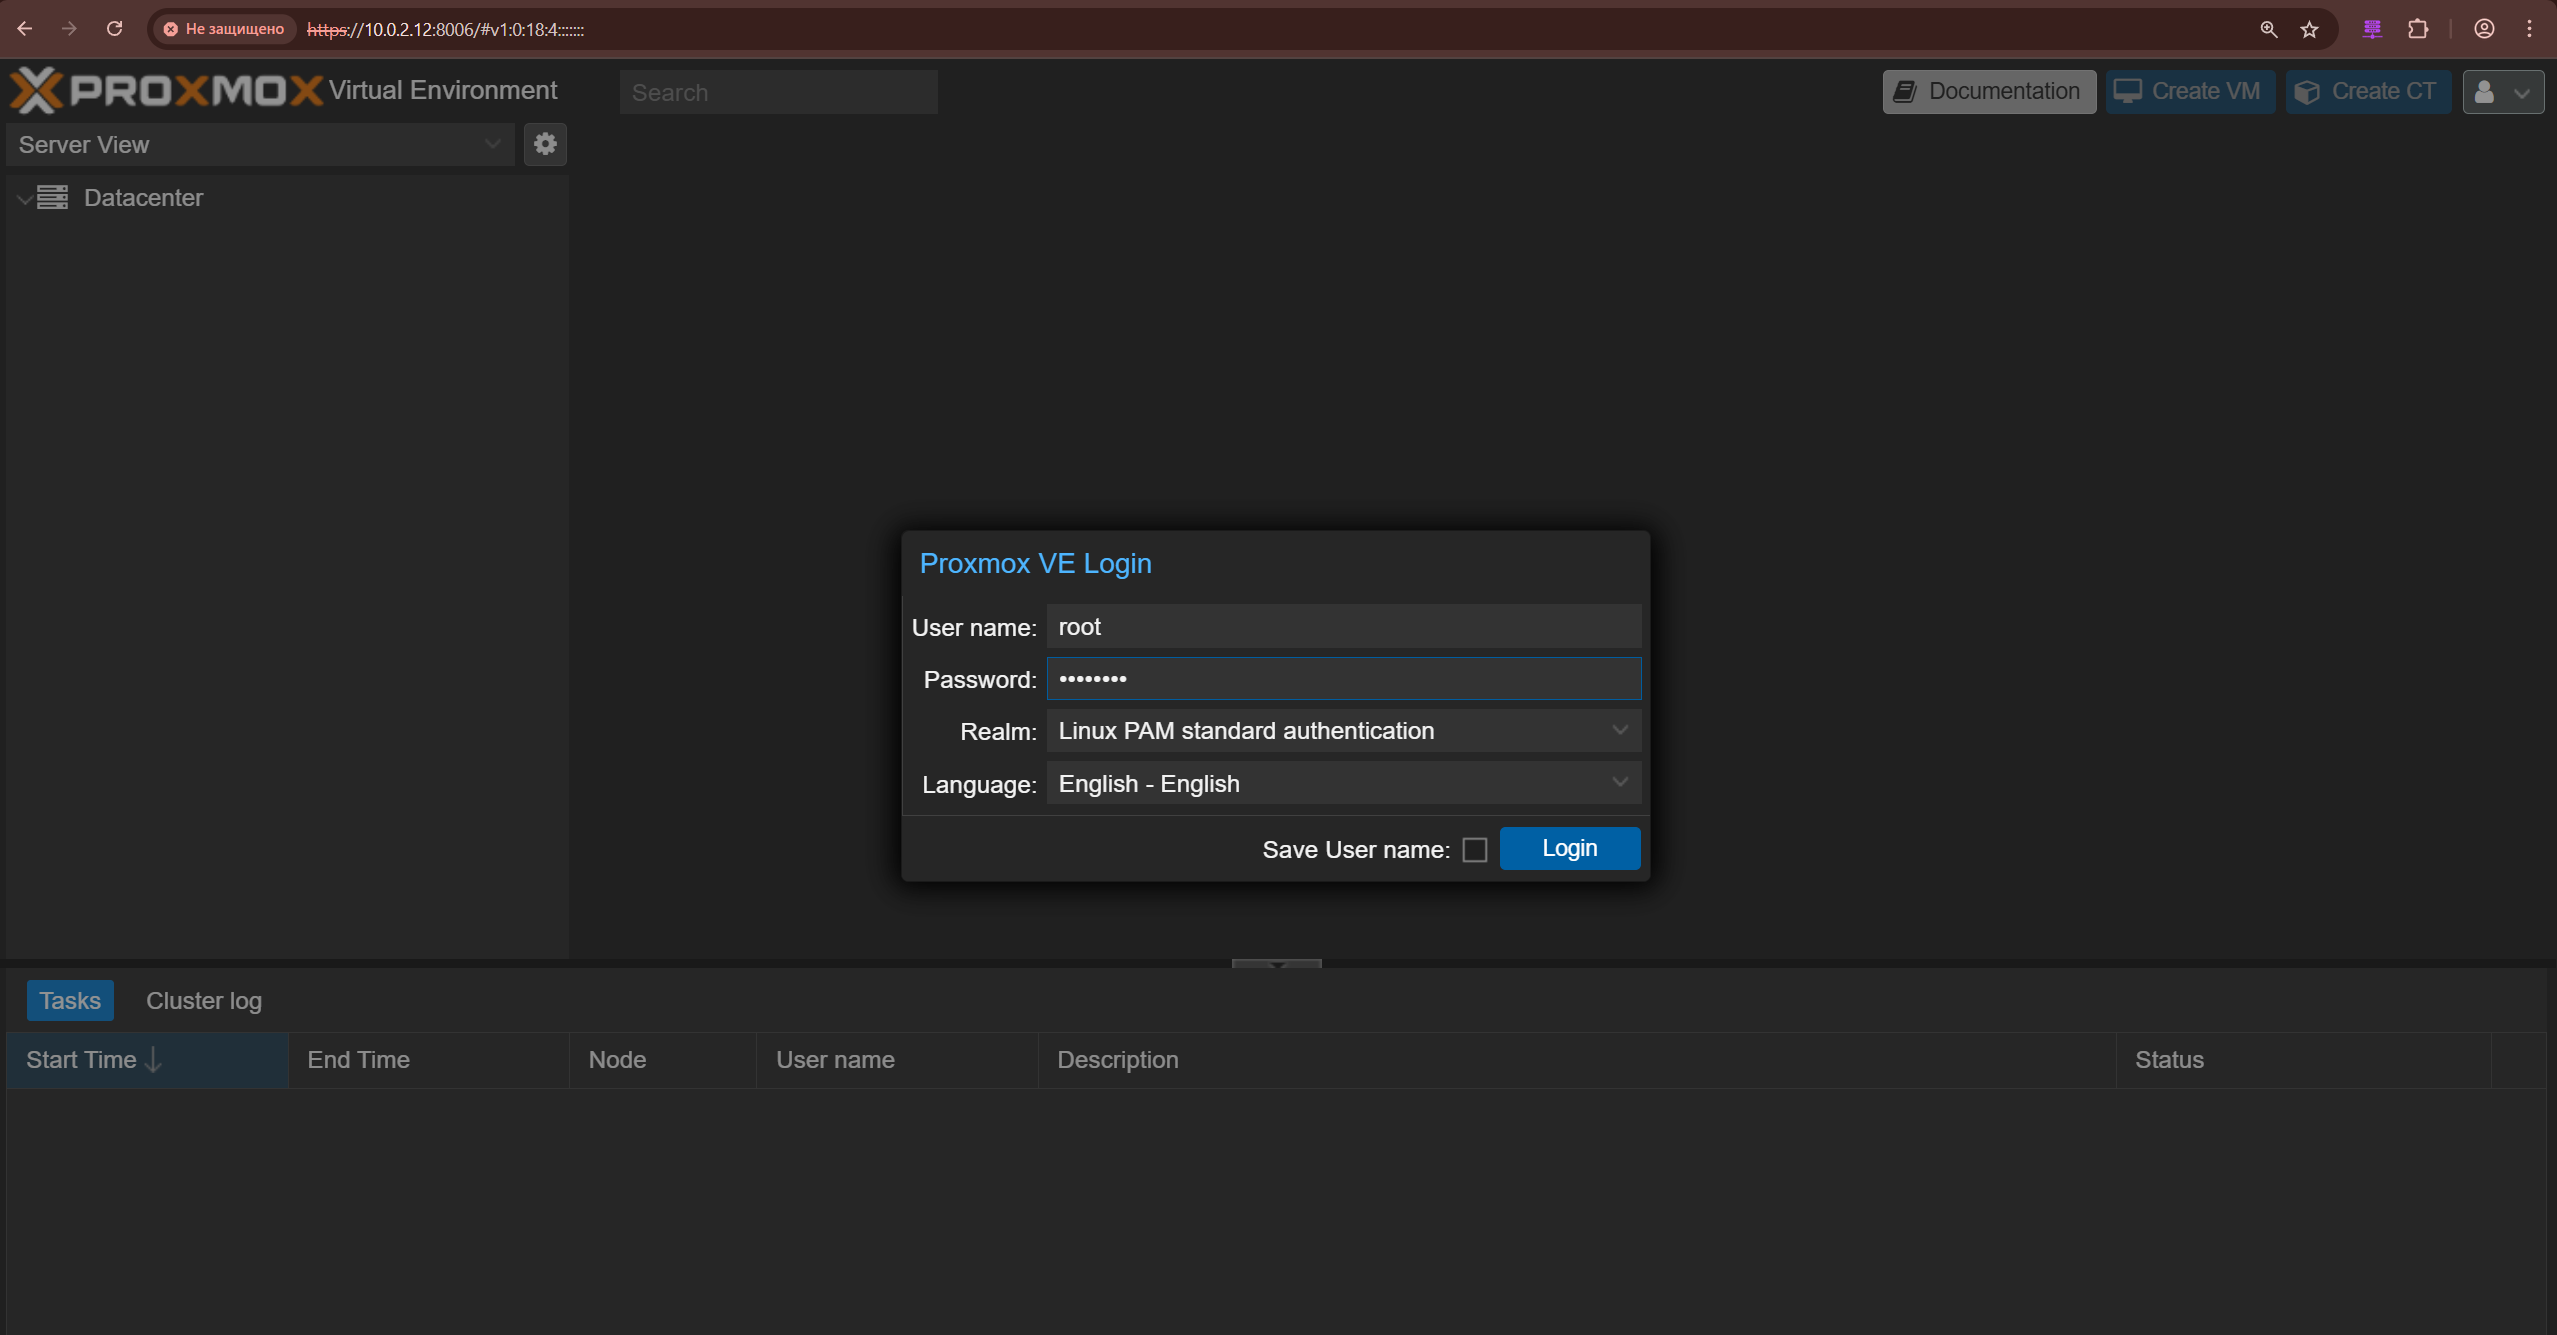 Не защищено https://10.0.2.12:8006/#v1:0:18:4:::::::
PROXMOX Virtual Environment Search Documentation Create VM Create CT
Server View
Datacenter
Proxmox VE Login
User name: root
Password: ••••••••
Realm: Linux PAM standard authentication
Language: English - English
Save User name: Login
Tasks Cluster log
Start Time End Time Node User name Description Status